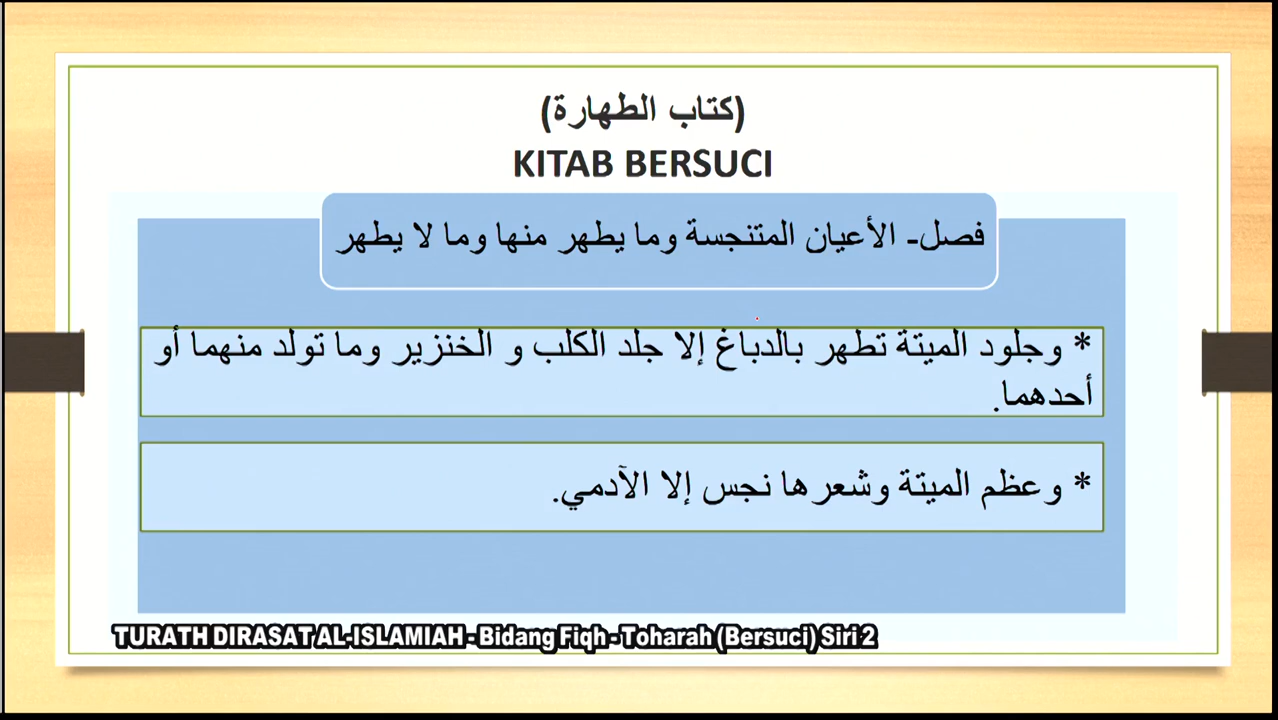 (كتاب الطهارة)
KITAB BERSUCI
فصل- الأعيان المتنجسة وما يطهر منها وما لا يطهر
* وجلود الميتة تطهر بالدباغ إلا جلد الكلب و الخنزير وما تولد منهما أو
أحدهما.
* وعظم الميتة وشعرها نجس إلا الآدمي.
TURATH DIRASAT AL-ISLAMIAH - Bidang Fiqh - Toharah (Bersuci) Siri 2